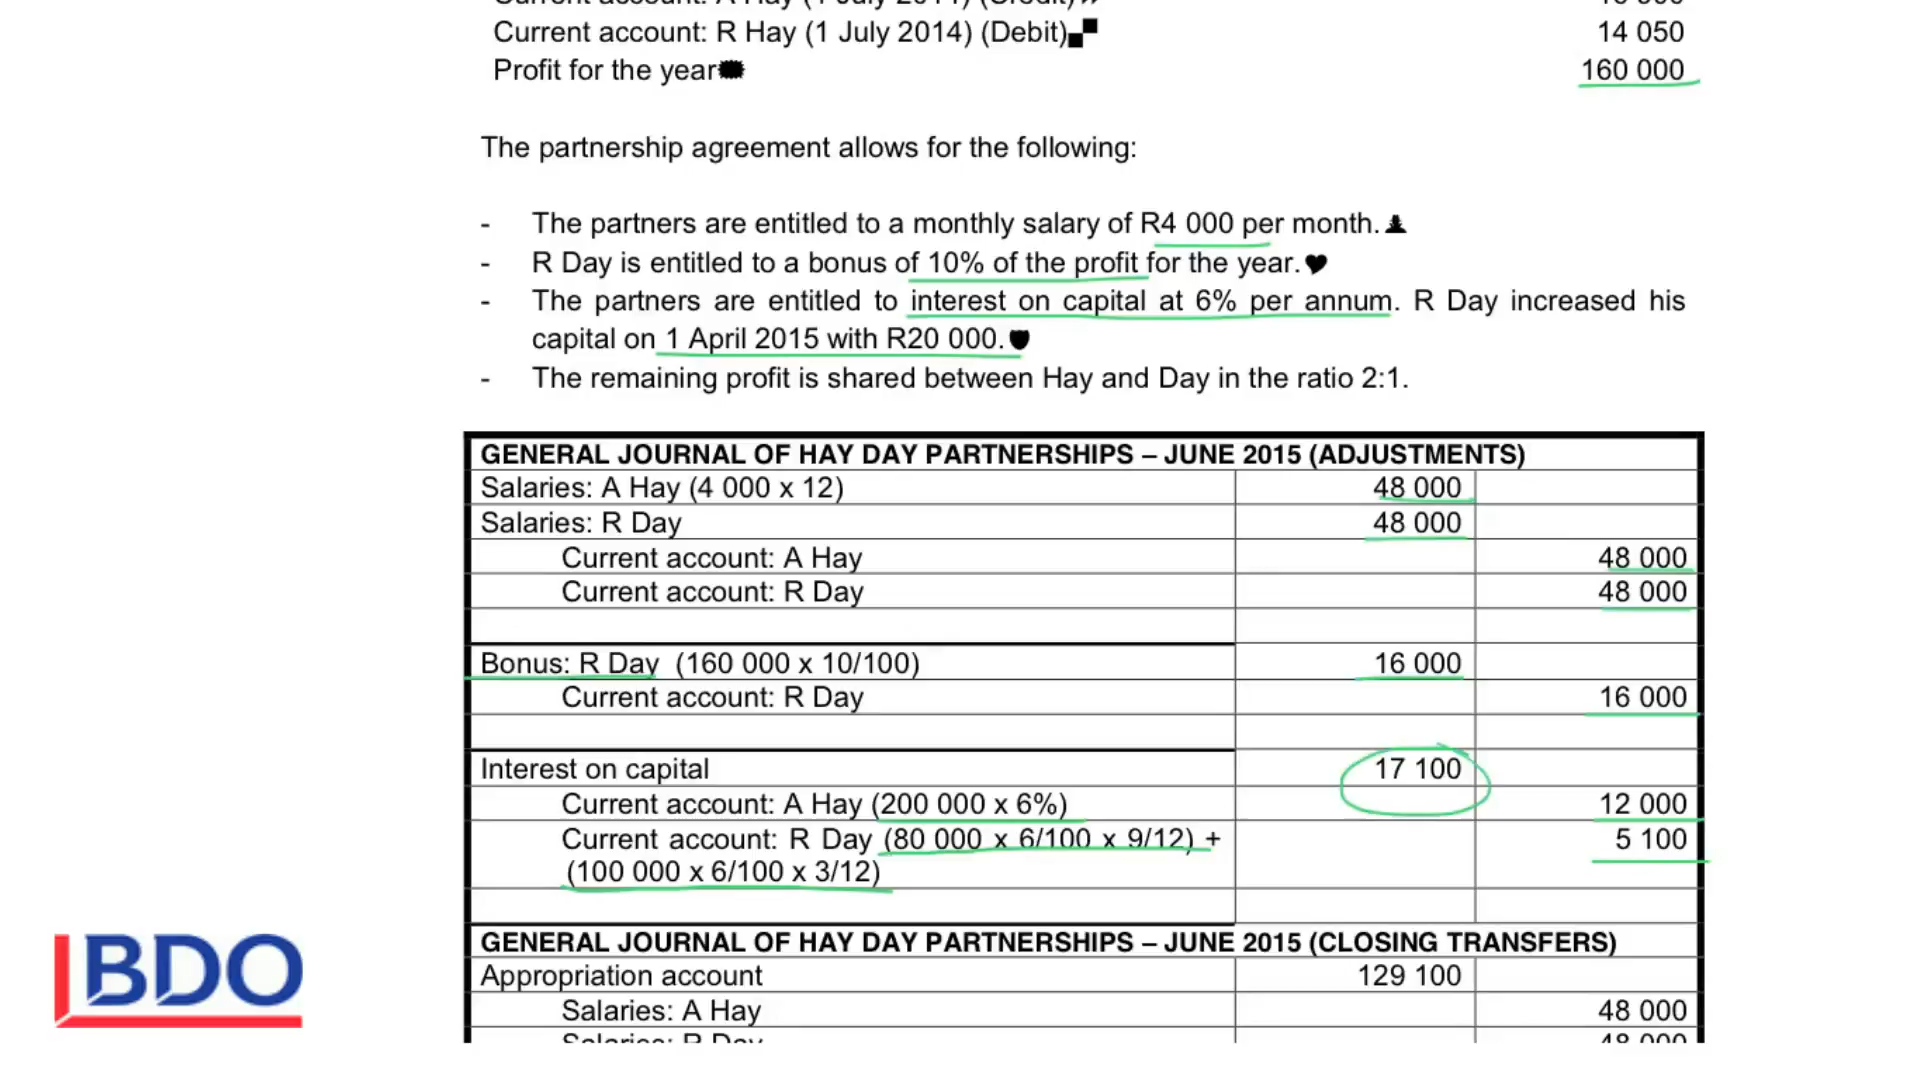 Current account: R Hay (1 July 2014) (Debit) 14 050
Profit for the year 160 000
The partnership agreement allows for the following:
- The partners are entitled to a monthly salary of R4 000 per month.
- R Day is entitled to a bonus of 10% of the profit for the year.
- The partners are entitled to interest on capital at 6% per annum. R Day increased his
capital on 1 April 2015 with R20 000.
- The remaining profit is shared between Hay and Day in the ratio 2:1.
GENERAL JOURNAL OF HAY DAY PARTNERSHIPS – JUNE 2015 (ADJUSTMENTS)
Salaries: A Hay (4 000 x 12) 48 000
Salaries: R Day 48 000
Current account: A Hay 48 000
Current account: R Day 48 000
Bonus: R Day (160 000 x 10/100) 16 000
Current account: R Day 16 000
Interest on capital 17 100
Current account: A Hay (200 000 x 6%) 12 000
Current account: R Day (80 000 x 6/100 x 9/12) + 5 100
(100 000 x 6/100 x 3/12)
GENERAL JOURNAL OF HAY DAY PARTNERSHIPS – JUNE 2015 (CLOSING TRANSFERS)
Appropriation account 129 100
Salaries: A Hay 48 000
Salaries: R Day 48 000
BDO